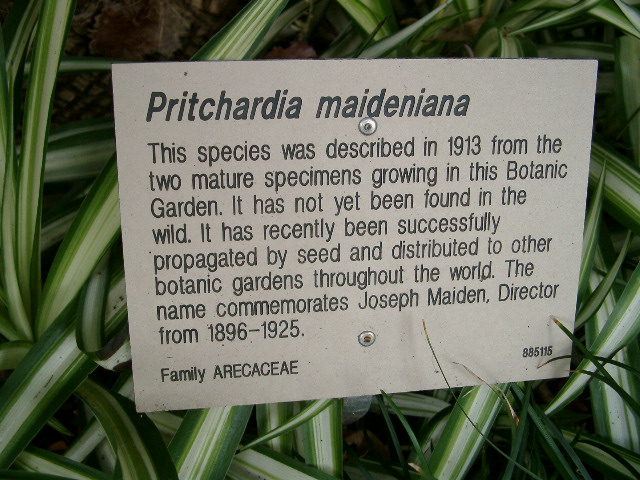 Pritchardia maideniana
This species was described in 1913 from the
two mature specimens growing in this Botanic
Garden. It has not yet been found in the
wild. It has recently been successfully
propagated by seed and distributed to other
botanic gardens throughout the world. The
name commemorates Joseph Maiden, Director
from 1896–1925.
Family ARECACEAE
885115